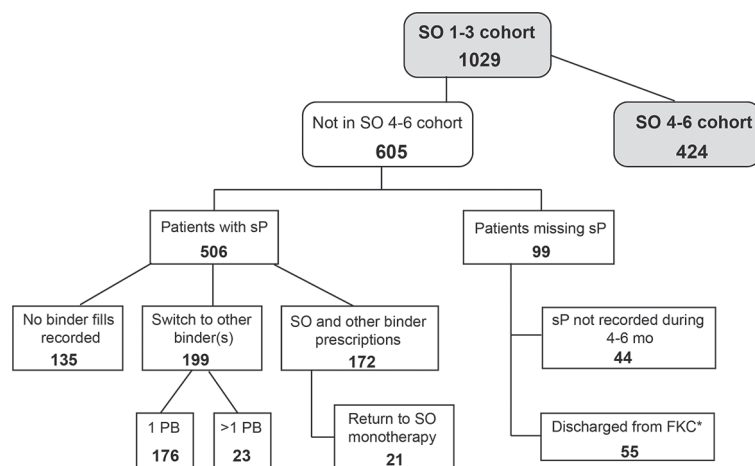 SO 1-3 cohort
1029
Not in SO 4-6 cohort
605
SO 4-6 cohort
424
Patients with sP
506
Patients missing sP
99
No binder fills
recorded
135
Switch to other
binder(s)
199
SO and other binder
prescriptions
172
sP not recorded during
4-6 mo
44
1 PB
176
>1 PB
23
Return to SO
monotherapy
21
Discharged from FKC*
55